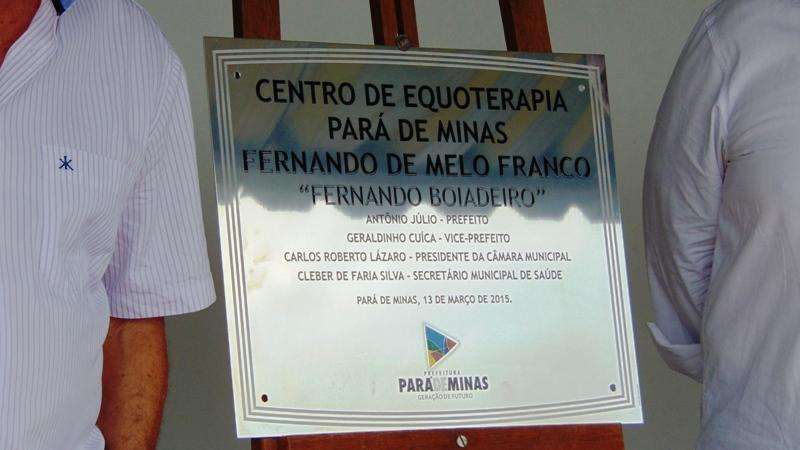 CENTRO DE EQUOTERAPIA
PARÁ DE MINAS
FERNANDO DE MELO FRANCO
“FERNANDO BOIADEIRO”
ANTÔNIO JÚLIO - PREFEITO
GERALDINHO CUÍCA - VICE-PREFEITO
CARLOS ROBERTO LÁZARO - PRESIDENTE DA CÂMARA MUNICIPAL
CLEBER DE FARIA SILVA - SECRETÁRIO MUNICIPAL DE SAÚDE
PARÁ DE MINAS, 13 DE MARÇO DE 2015.
PREFEITURA
PARÁDEMINAS
GERAÇÃO DE FUTURO